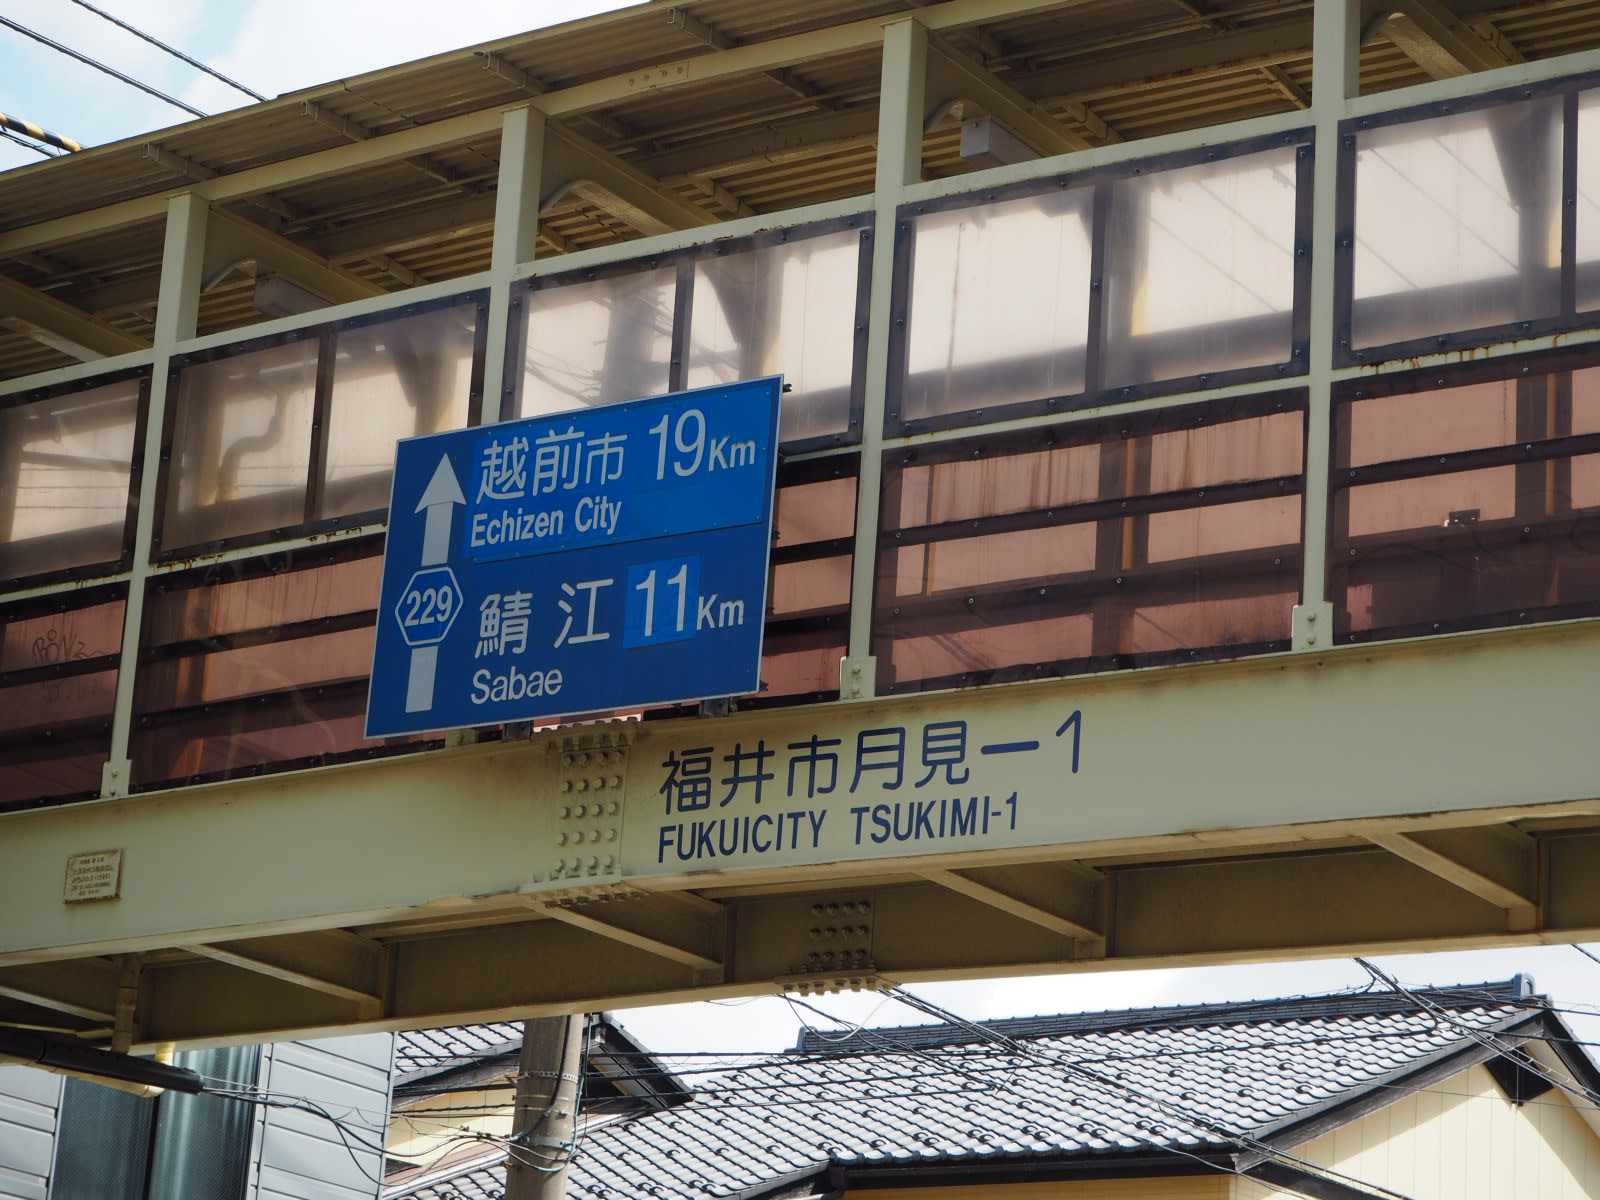 越前市 19Km
Echizen City
229
鯖江 11Km
Sabae
福井市月見-1
FUKUICITY TSUKIMI-1